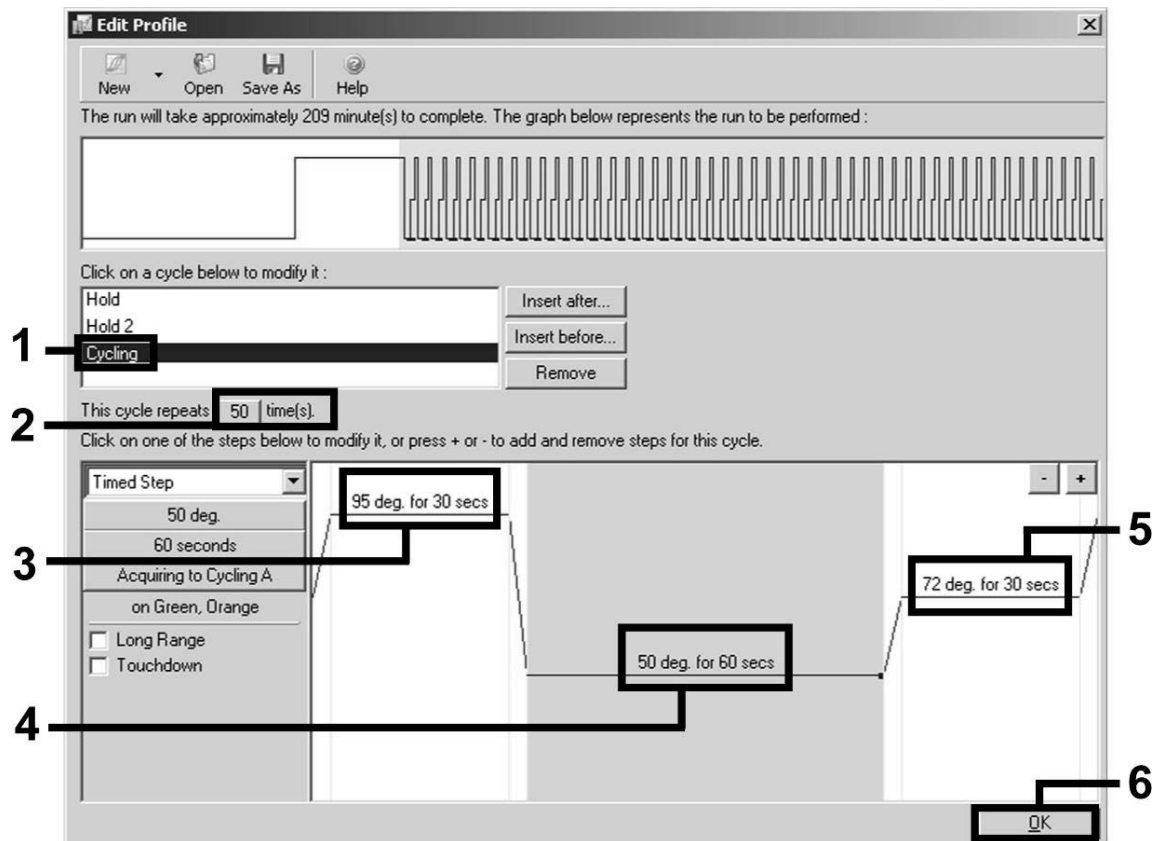 Edit Profile
New Open Save As Help
The run will take approximately 209 minute(s) to complete. The graph below represents the run to be performed :
Click on a cycle below to modify it :
Hold
Hold 2
Cycling
Insert after...
Insert before...
Remove
1
This cycle repeats 50 time(s).
2
Click on one of the steps below to modify it, or press + or - to add and remove steps for this cycle.
Timed Step
50 deg.
60 seconds
Acquiring to Cycling A
on Green, Orange
Long Range
Touchdown
95 deg. for 30 secs
3
50 deg. for 60 secs
4
- +
72 deg. for 30 secs
5
6
OK